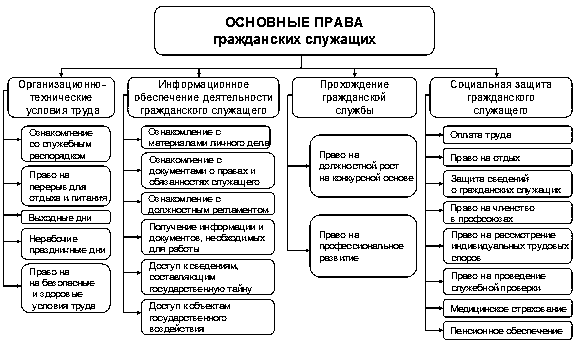 ОСНОВНЫЕ ПРАВА
гражданских служащих
Организационно-
технические
условия труда
Ознакомление
со служебным
распорядком
Право на
перерыв для
отдыха и питания
Выходные дни
Нерабочие
праздничные дни
Право на
на безопасные
и здоровые
условия труда
Информационное
обеспечение деятельности
гражданского служащего
Ознакомление с
материалами личного дела
Ознакомление с
документами о правах и
обязанностях служащего
Ознакомление с
должностным регламентом
Получение информации и
документов, необходимых
для работы
Доступ к сведениям,
составляющим
государственную тайну
Доступ к объектам
государственного
воздействия
Прохождение
гражданской
службы
Право на
должностной рост
на конкурсной основе
Право на
профессиональное
развитие
Социальная защита
гражданского
служащего
Оплата труда
Право на отдых
Защита сведений
о гражданских служащих
Право на членство
в профсоюзах
Право на рассмотрение
индивидуальных трудовых
споров
Право на проведение
служебной проверки
Медицинское страхование
Пенсионное обеспечение